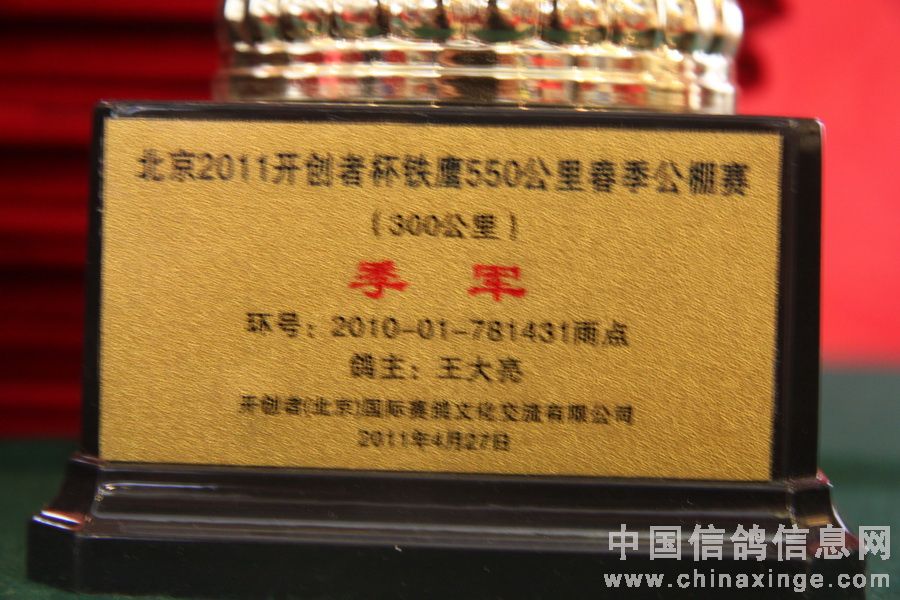 北京2011开创者杯铁鹰550公里春季公棚赛
（300公里）
季军
环号：2010-01-781431雨点
鸽主：王大亮
开创者(北京)国际赛鸽文化交流有限公司
2011年4月27日
中国信鸽信息网
www.chinaxinge.com